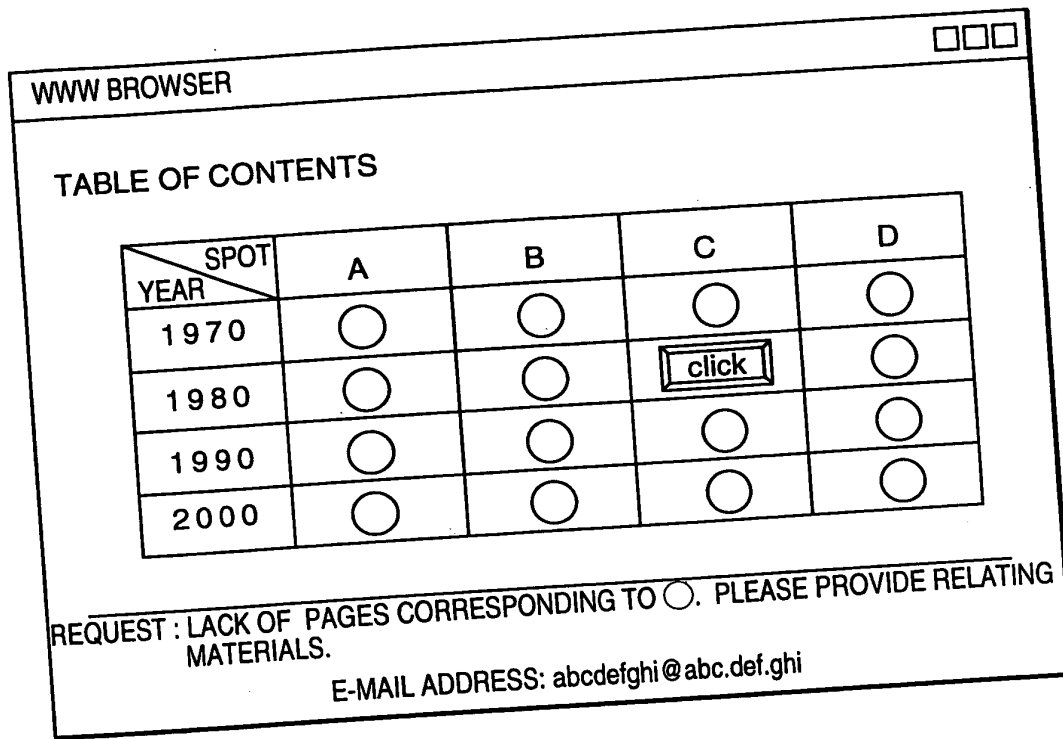 WWW BROWSER
TABLE OF CONTENTS
SPOT
YEAR
A B C D
1970
1980 click
1990
2000
REQUEST : LACK OF PAGES CORRESPONDING TO ○. PLEASE PROVIDE RELATING
MATERIALS.
E-MAIL ADDRESS: abcdefghi@abc.def.ghi